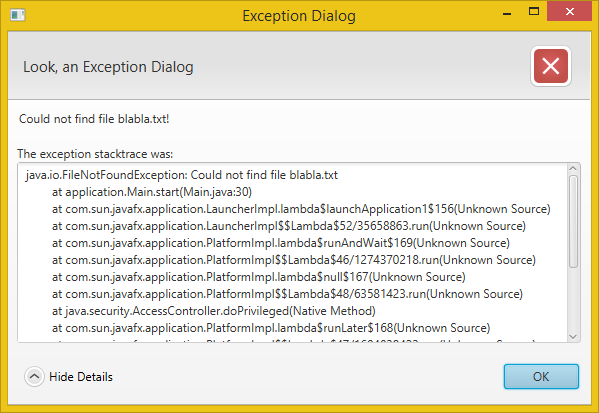 Exception Dialog
Look, an Exception Dialog
Could not find file blabla.txt!
The exception stacktrace was:
java.io.FileNotFoundException: Could not find file blabla.txt
at application.Main.start(Main.java:30)
at com.sun.javafx.application.LauncherImpl.lambda$launchApplication1$156(Unknown Source)
at com.sun.javafx.application.LauncherImpl$$Lambda$52/35658863.run(Unknown Source)
at com.sun.javafx.application.PlatformImpl.lambda$runAndWait$169(Unknown Source)
at com.sun.javafx.application.PlatformImpl$$Lambda$46/1274370218.run(Unknown Source)
at com.sun.javafx.application.PlatformImpl.lambda$null$167(Unknown Source)
at com.sun.javafx.application.PlatformImpl$$Lambda$48/63581423.run(Unknown Source)
at java.security.AccessController.doPrivileged(Native Method)
at com.sun.javafx.application.PlatformImpl.lambda$runLater$168(Unknown Source)
Hide Details
OK